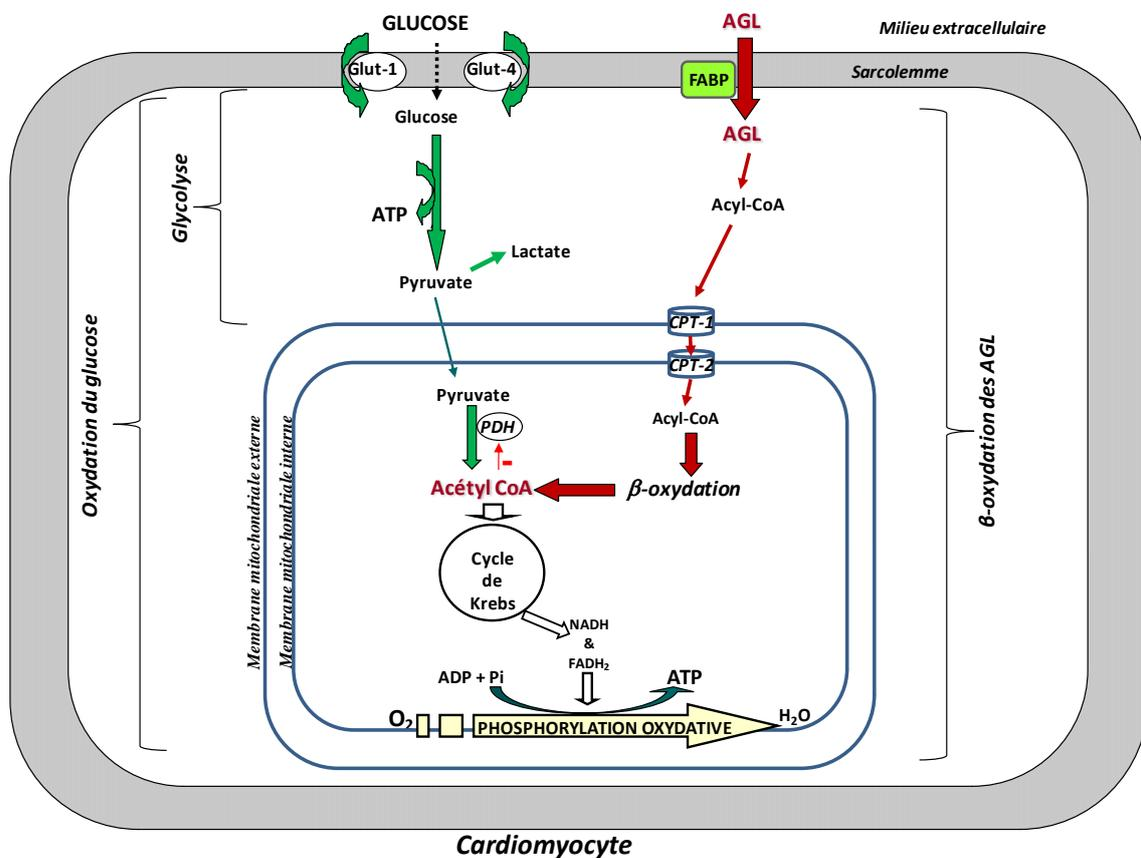 GLUCOSE
AGL
Milieu extracellulaire
Glut-1
Glut-4
FABP
Sarcolemme
Glucose
AGL
Glycolyse
ATP
Acyl-CoA
Lactate
Pyruvate
Oxydation du glucose
β-oxydation des AGL
CPT-1
CPT-2
Membrane mitochondriale externe
Membrane mitochondriale interne
Pyruvate
PDH
-
Acyl-CoA
Acétyl CoA
β-oxydation
Cycle
de
Krebs
NADH
&
FADH₂
ADP + Pi
ATP
O₂
PHOSPHORYLATION OXYDATIVE
H₂O
Cardiomyocyte